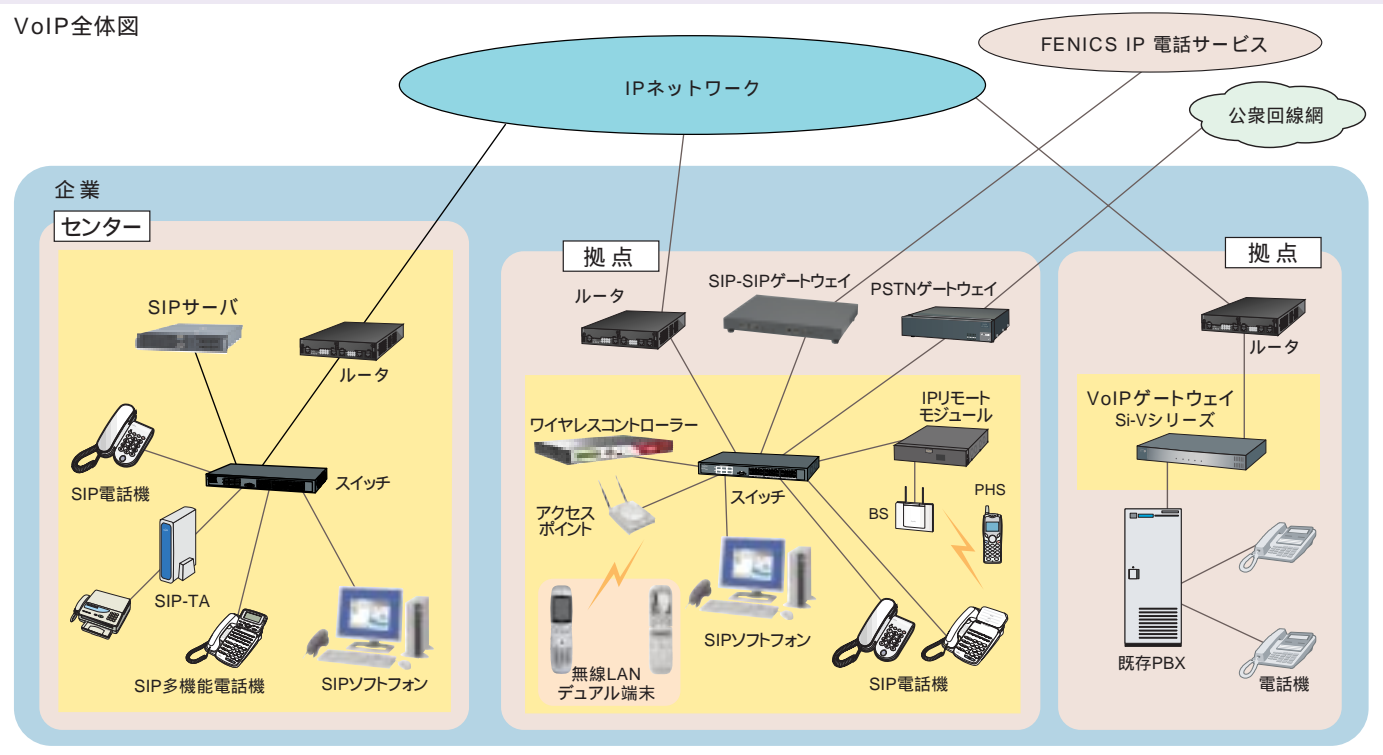 VoIP全体図
FENICS IP 電話サービス
IPネットワーク
公衆回線網
企業
センター
SIPサーバ
ルータ
SIP電話機
スイッチ
SIP-TA
SIP多機能電話機
SIPソフトフォン
拠点
ルータ
SIP-SIPゲートウェイ
PSTNゲートウェイ
ワイヤレスコントローラー
IPリモート
モジュール
スイッチ
アクセス
ポイント
BS
PHS
SIPソフトフォン
無線LAN
デュアル端末
SIP電話機
拠点
ルータ
VoIPゲートウェイ
Si-Vシリーズ
既存PBX
電話機